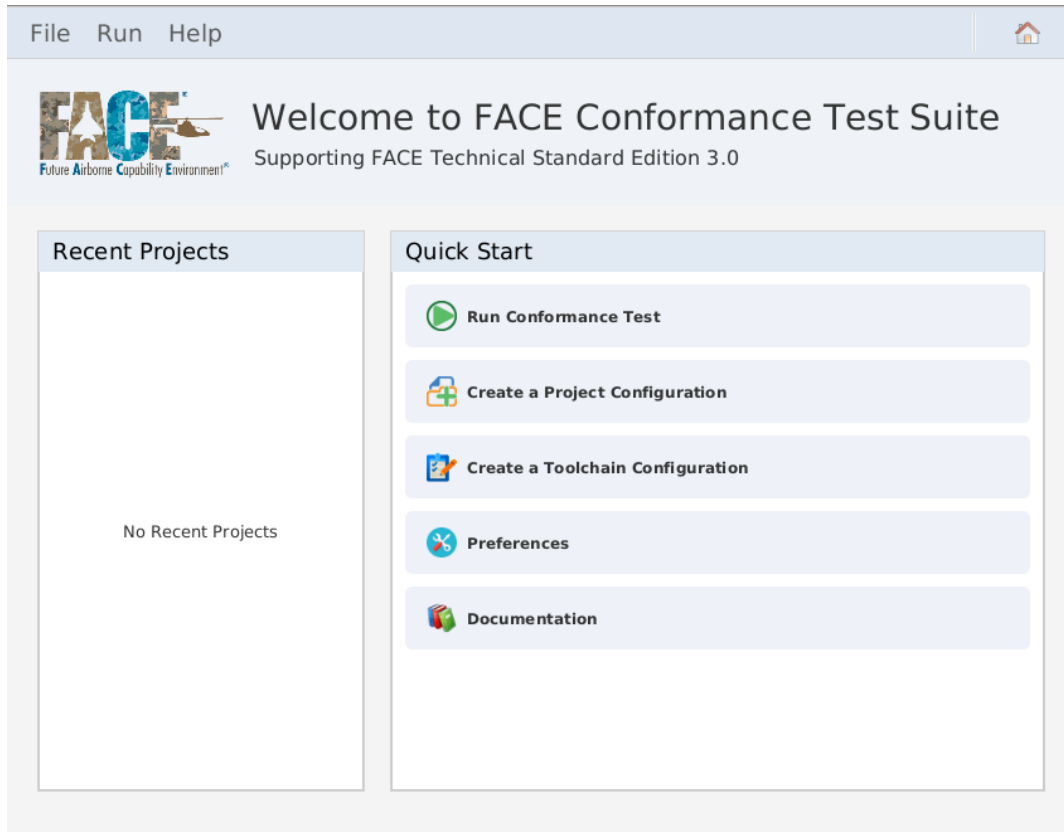 File Run Help
FACE®
Future Airborne Capability Environment®
Welcome to FACE Conformance Test Suite
Supporting FACE Technical Standard Edition 3.0
Recent Projects
No Recent Projects
Quick Start
Run Conformance Test
Create a Project Configuration
Create a Toolchain Configuration
Preferences
Documentation